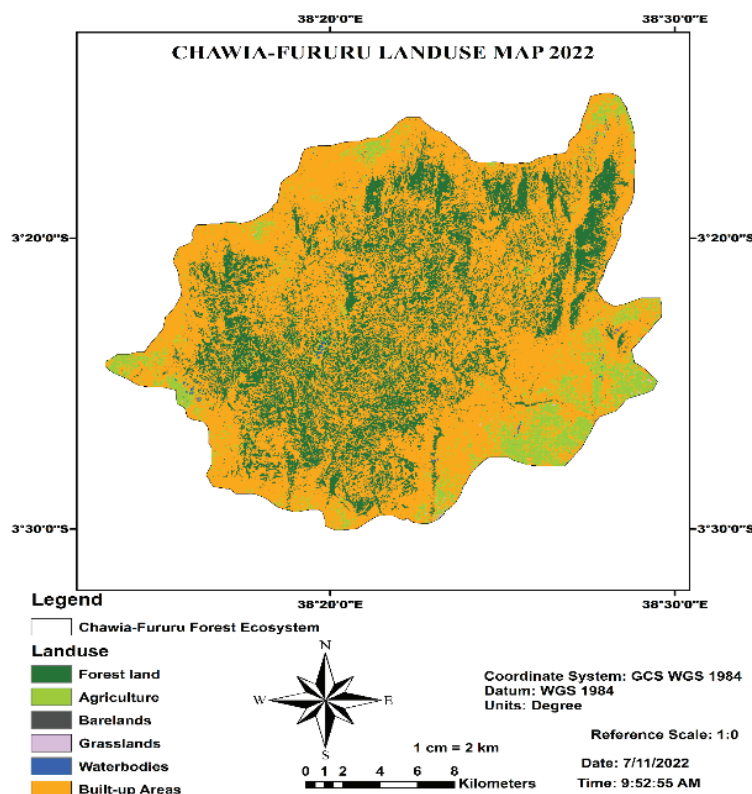 38°20'0"E 38°30'0"E
CHAWIA-FURURU LANDUSE MAP 2022
3°20'0"S 3°20'0"S
3°30'0"S 3°30'0"S
38°20'0"E 38°30'0"E
Legend
Chawia-Fururu Forest Ecosystem
Landuse
Forest land
Agriculture
Barelands
Grasslands
Waterbodies
Built-up Areas
N
W E
S
1 cm = 2 km
0 1 2 4 6 8
Kilometers
Coordinate System: GCS WGS 1984
Datum: WGS 1984
Units: Degree
Reference Scale: 1:0
Date: 7/11/2022
Time: 9:52:55 AM